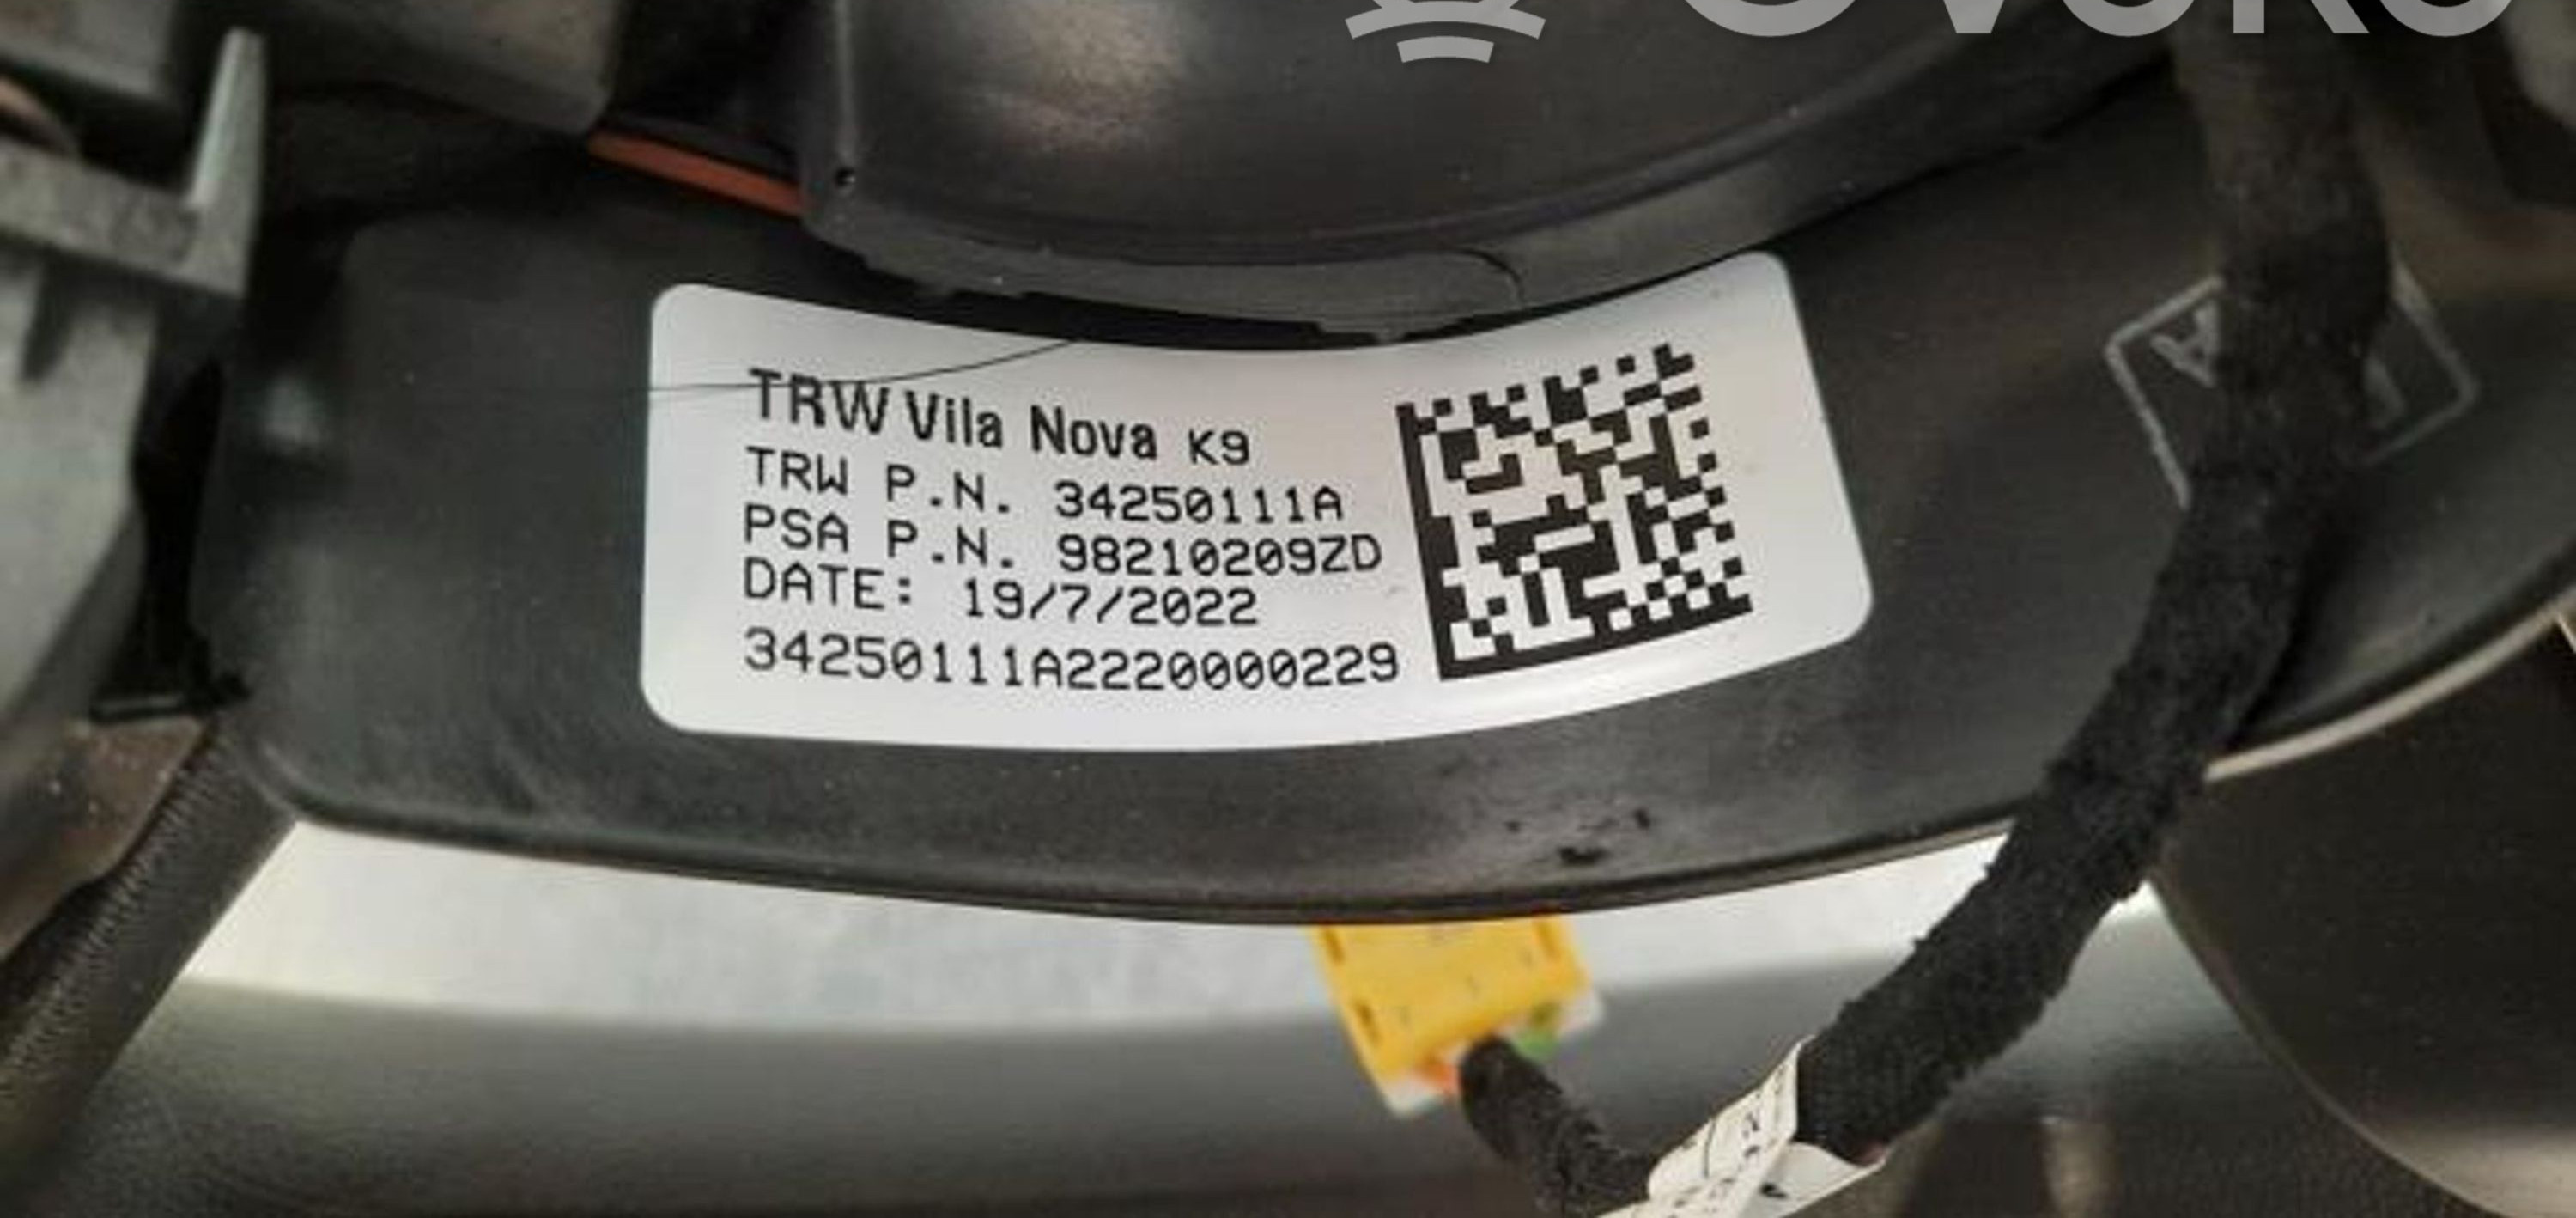 TRW Vila Nova K9
TRW P.N. 34250111A
PSA P.N. 98210209ZD
DATE: 19/7/2022
34250111A2220000229
A